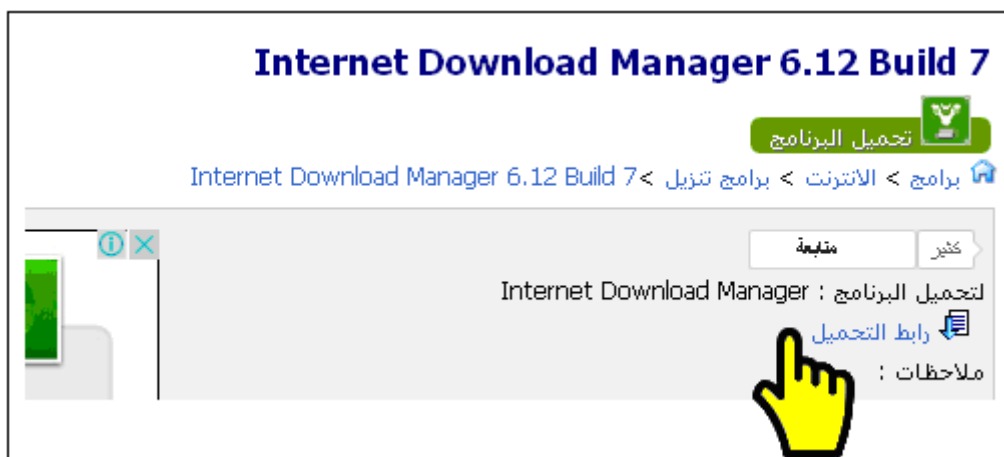 Internet Download Manager 6.12 Build 7
تحميل البرنامج
برامج > الانترنت > برامج تنزيل > Internet Download Manager 6.12 Build 7
كثير متابعة
لتحميل البرنامج : Internet Download Manager
رابط التحميل
ملاحظات :